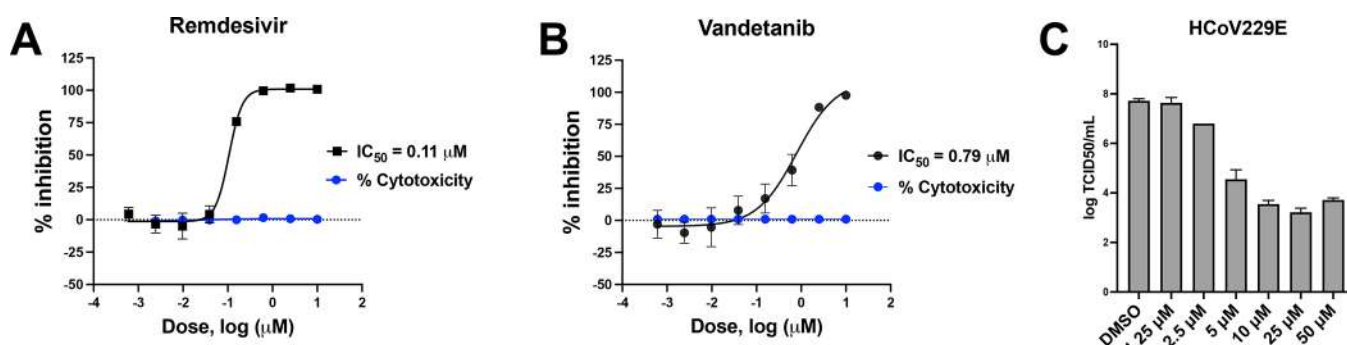 A
Remdesivir
% inhibition
125
100
75
50
25
0
-25
-50
-4
-3
-2
-1
0
1
2
Dose, log (μM)
IC50 = 0.11 μM
% Cytotoxicity
B
Vandetanib
% inhibition
125
100
75
50
25
0
-25
-50
-4
-3
-2
-1
0
1
2
Dose, log (μM)
IC50 = 0.79 μM
% Cytotoxicity
C
HCoV229E
log TCID50/mL
10
8
6
4
2
0
DMSO
1.25 μM
2.5 μM
5 μM
10 μM
25 μM
50 μM